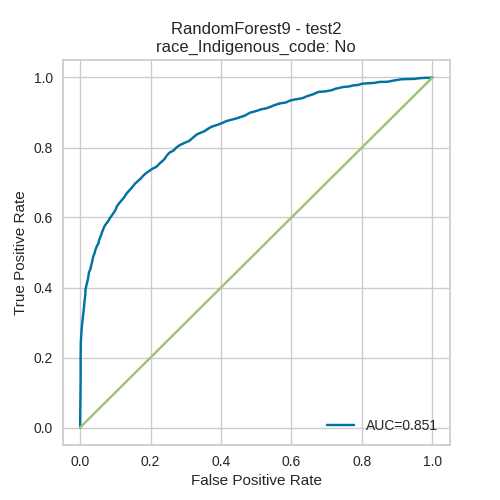 RandomForest9 - test2
race_Indigenous_code: No
1.0
0.8
0.6
0.4
0.2
0.0
True Positive Rate
AUC=0.851
0.0 0.2 0.4 0.6 0.8 1.0
False Positive Rate